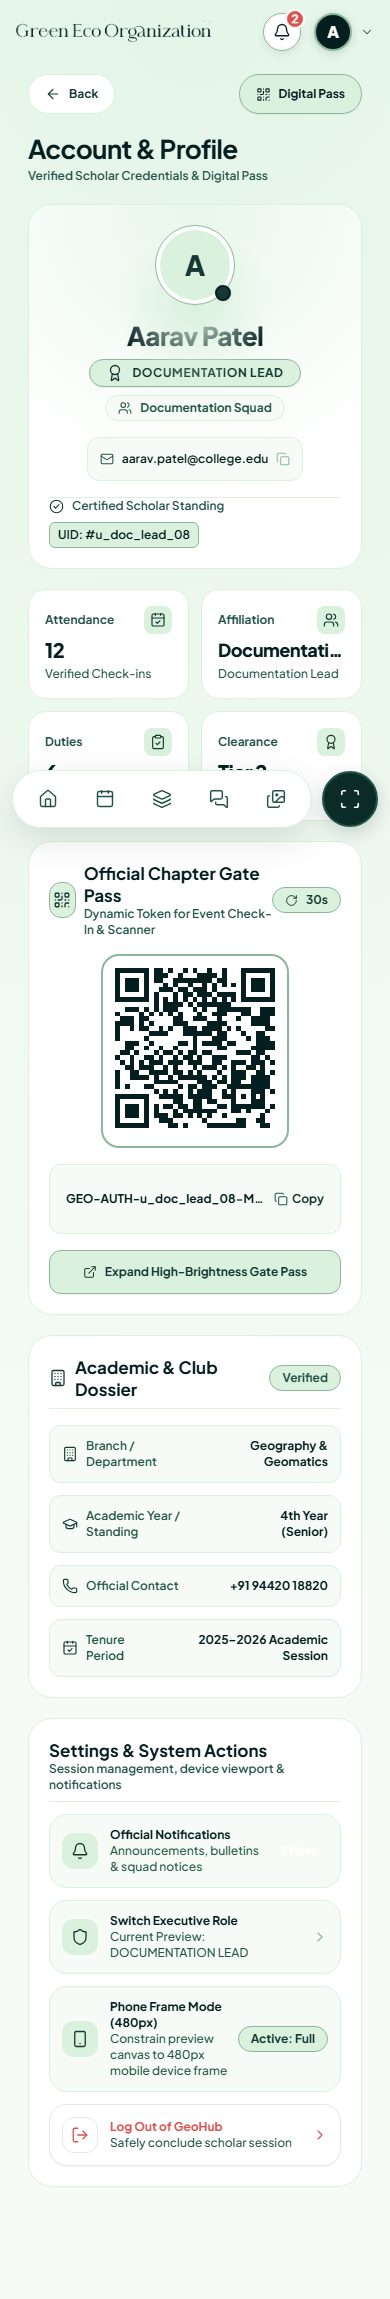 Green Eco Organization
2
A
Back
Digital Pass
Account & Profile
Verified Scholar Credentials & Digital Pass
A
Aarav Patel
DOCUMENTATION LEAD
Documentation Squad
aarav.patel@college.edu
Certified Scholar Standing
UID: #u_doc_lead_08
Attendance
12
Verified Check-ins
Affiliation
Documentati...
Documentation Lead
Duties
Clearance
Official Chapter Gate
Pass
Dynamic Token for Event Check-
In & Scanner
30s
GEO-AUTH-u_doc_lead_08-M...
Copy
Expand High-Brightness Gate Pass
Academic & Club
Dossier
Verified
Branch /
Department
Geography &
Geomatics
Academic Year /
Standing
4th Year
(Senior)
Official Contact
+91 94420 18820
Tenure
Period
2025–2026 Academic
Session
Settings & System Actions
Session management, device viewport &
notifications
Official Notifications
Announcements, bulletins
& squad notices
2 New
Switch Executive Role
Current Preview:
DOCUMENTATION LEAD
Phone Frame Mode
(480px)
Constrain preview
canvas to 480px
mobile device frame
Active: Full
Log Out of GeoHub
Safely conclude scholar session